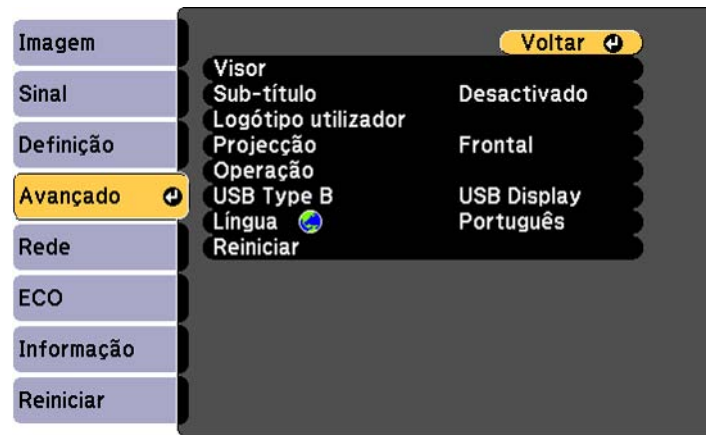 Imagem
Sinal
Definição
Avançado
Rede
ECO
Informação
Reiniciar
Voltar
Visor
Sub-título Desactivado
Logótipo utilizador
Projecção Frontal
Operação
USB Type B USB Display
Língua Português
Reiniciar